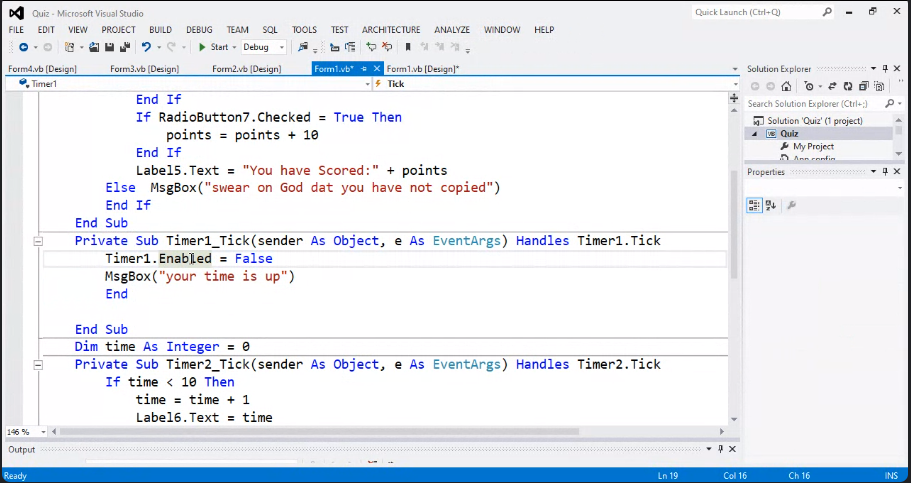 Quiz - Microsoft Visual Studio
Quick Launch (Ctrl+Q)
FILE EDIT VIEW PROJECT BUILD DEBUG TEAM SQL TOOLS TEST ARCHITECTURE ANALYZE WINDOW HELP
Start Debug
Form4.vb [Design] Form3.vb [Design] Form2.vb [Design] Form1.vb* Form1.vb [Design]*
Timer1 Tick
End If
If RadioButton7.Checked = True Then
points = points + 10
End If
Label5.Text = "You have Scored:" + points
Else MsgBox("swear on God dat you have not copied")
End If
End Sub
Private Sub Timer1_Tick(sender As Object, e As EventArgs) Handles Timer1.Tick
Timer1.Enabled = False
MsgBox("your time is up")
End
End Sub
Dim time As Integer = 0
Private Sub Timer2_Tick(sender As Object, e As EventArgs) Handles Timer2.Tick
If time < 10 Then
time = time + 1
Label6.Text = time
146 %
Output
Ready Ln 19 Col 16 Ch 16 INS
Solution Explorer
Search Solution Explorer (Ctrl+;)
Solution 'Quiz' (1 project)
Quiz
My Project
App.config
Properties